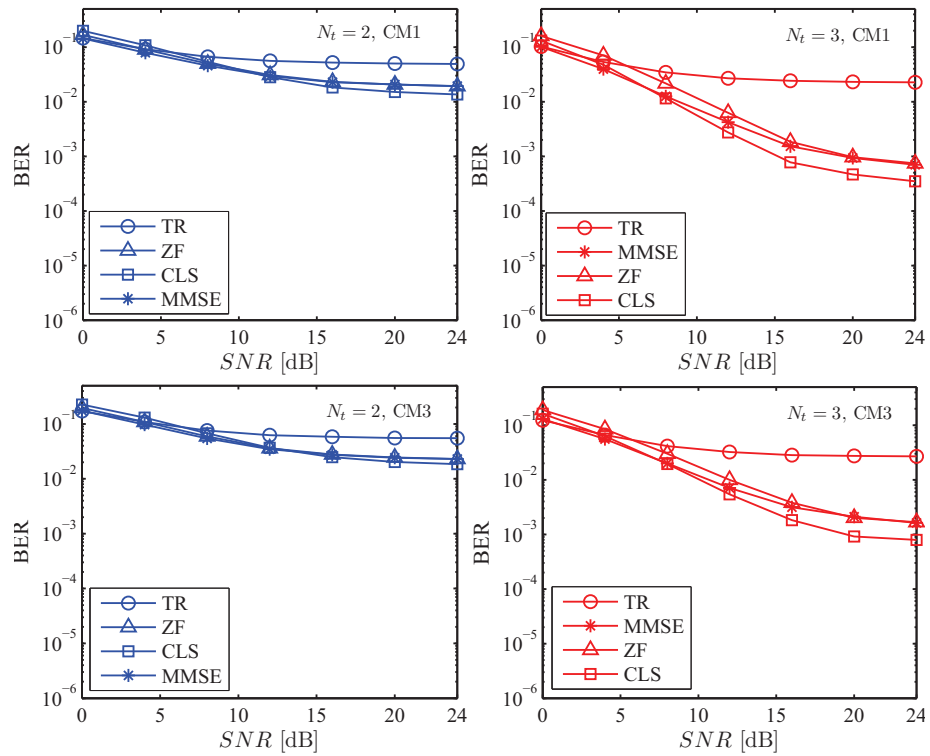 N_t = 2, CM1
10^-1
10^-2
10^-3
10^-4
10^-5
10^-6
BER
TR
ZF
CLS
MMSE
0 5 10 15 20 24
SNR [dB]
N_t = 3, CM1
10^-1
10^-2
10^-3
10^-4
10^-5
10^-6
BER
TR
MMSE
ZF
CLS
0 5 10 15 20 24
SNR [dB]
N_t = 2, CM3
10^-1
10^-2
10^-3
10^-4
10^-5
10^-6
BER
TR
ZF
CLS
MMSE
0 5 10 15 20 24
SNR [dB]
N_t = 3, CM3
10^-1
10^-2
10^-3
10^-4
10^-5
10^-6
BER
TR
MMSE
ZF
CLS
0 5 10 15 20 24
SNR [dB]